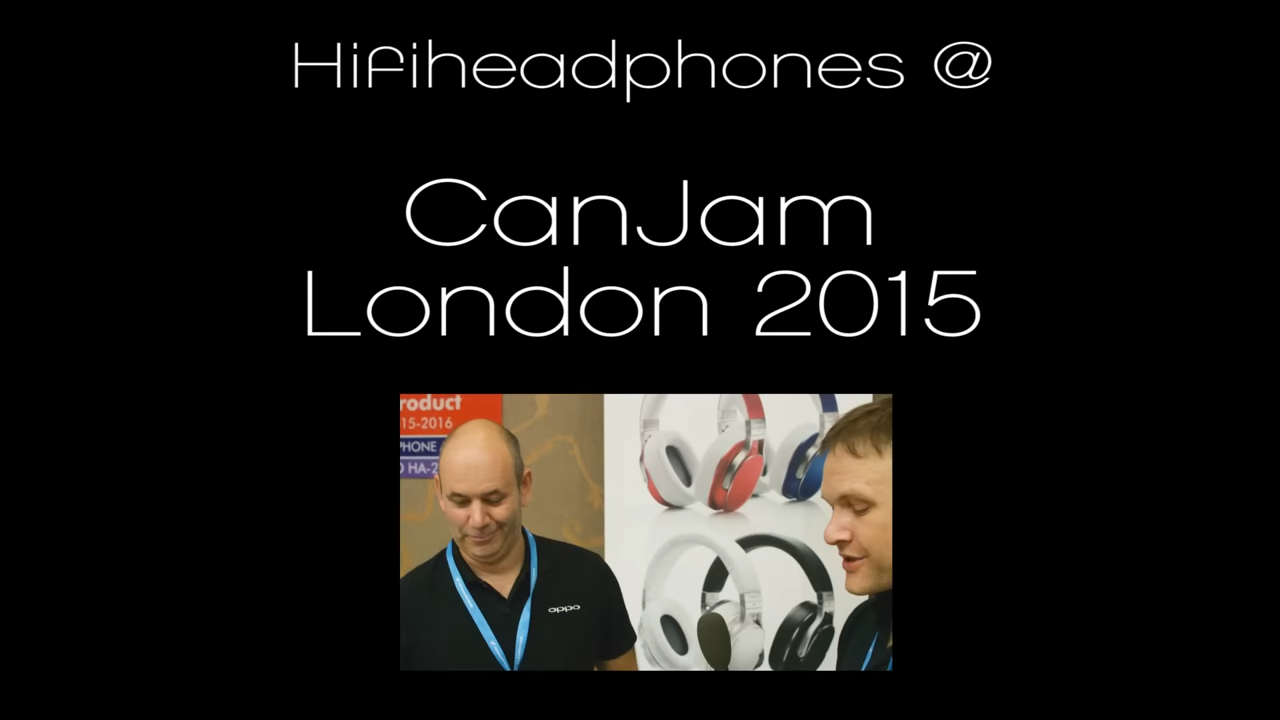 Hifiheadphones @
CanJam
London 2015
roduct
15-2016
PHONE
HA-2
oppo